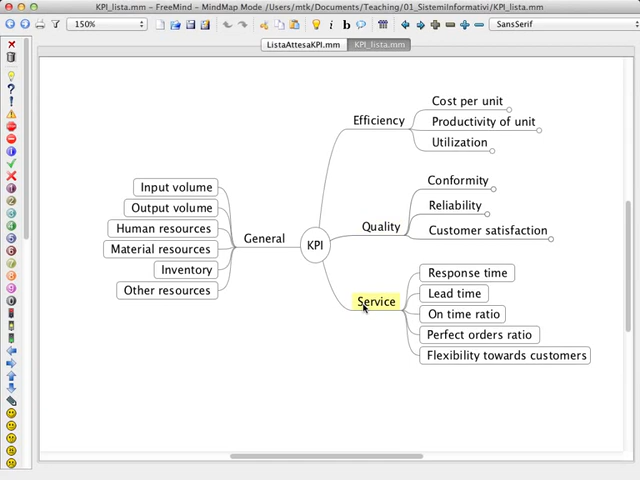 KPI_lista.mm – FreeMind – MindMap Mode /Users/mtk/Documents/Teaching/01_SistemiInformativi/KPI_lista.mm
150%
SansSerif
ListaAttesaKPI.mm
KPI_lista.mm
Efficiency
Cost per unit
Productivity of unit
Utilization
Quality
Conformity
Reliability
Customer satisfaction
KPI
General
Input volume
Output volume
Human resources
Material resources
Inventory
Other resources
Service
Response time
Lead time
On time ratio
Perfect orders ratio
Flexibility towards customers